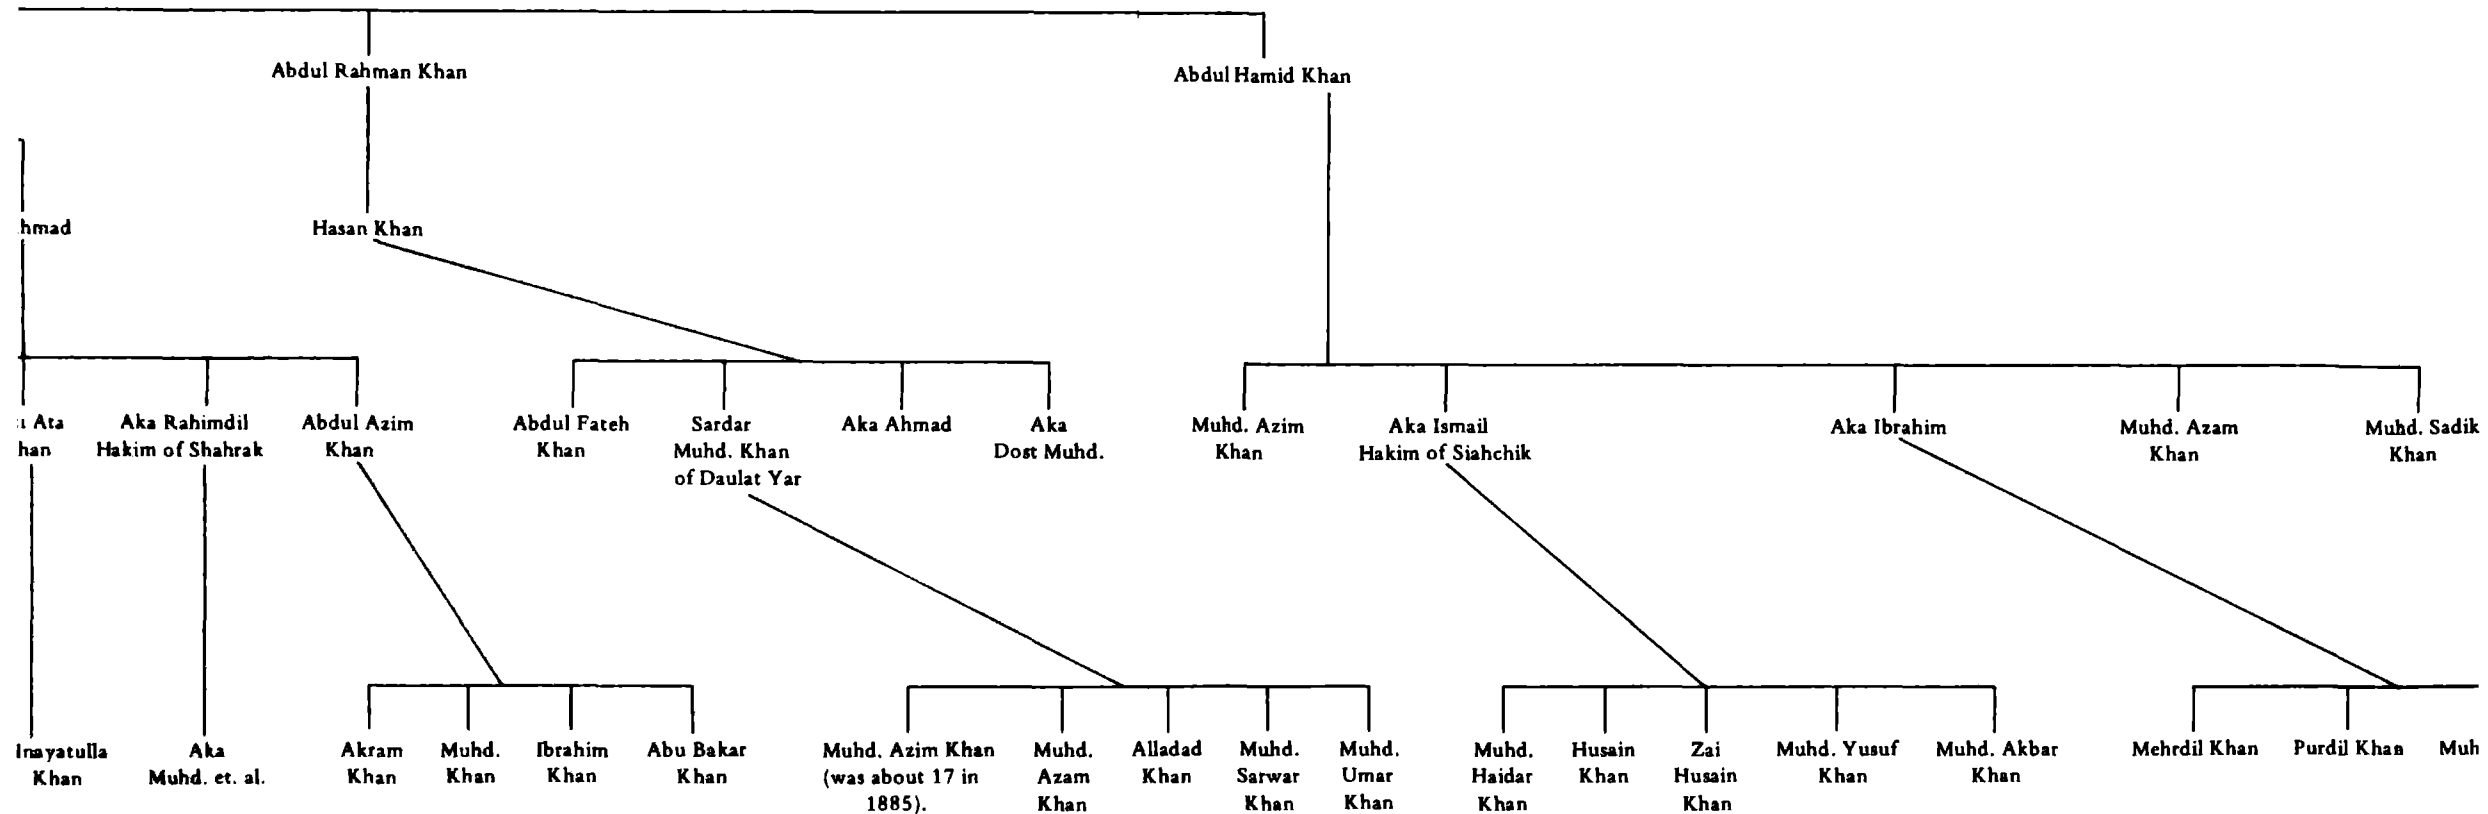 Abdul Rahman Khan
Abdul Hamid Khan
hmad
Hasan Khan
Ata
han
Aka Rahimdil
Hakim of Shahrak
Abdul Azim
Khan
Abdul Fateh
Khan
Sardar
Muhd. Khan
of Daulat Yar
Aka Ahmad
Aka
Dost Muhd.
Muhd. Azim
Khan
Aka Ismail
Hakim of Siahchik
Aka Ibrahim
Muhd. Azam
Khan
Muhd. Sadik
Khan
Inayatulla
Khan
Aka
Muhd. et. al.
Akram
Khan
Muhd.
Khan
Ibrahim
Khan
Abu Bakar
Khan
Muhd. Azim Khan
(was about 17 in
1885).
Muhd.
Azam
Khan
Alladad
Khan
Muhd.
Sarwar
Khan
Muhd.
Umar
Khan
Muhd.
Haidar
Khan
Husain
Khan
Zai
Husain
Khan
Muhd. Yusuf
Khan
Muhd. Akbar
Khan
Mehrdil Khan
Purdil Khan
Muh